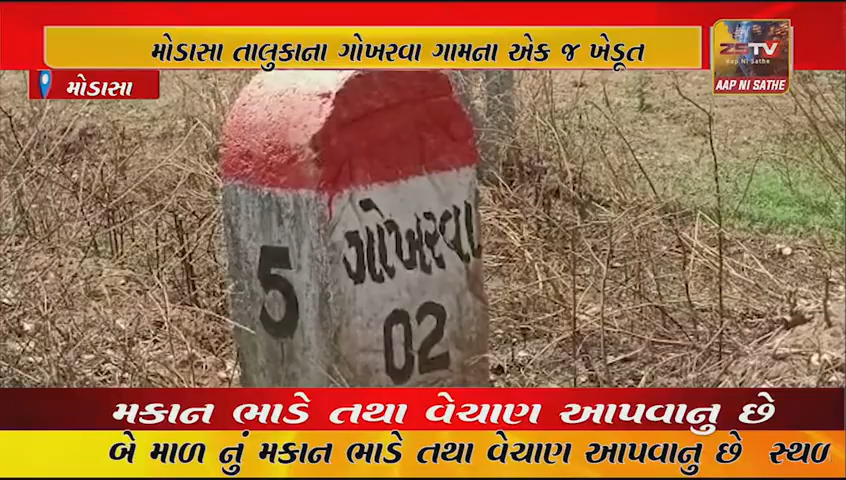 મોડાસા તાલુકાના ગોખરવા ગામના એક જ ખેડૂત
ZSTV
Aap Ni Sathe
AAP NI SATHE
મોડાસા
5
ગોખરવા
02
મકાન ભાડે તથા વેચાણ આપવાનુ છે
બે માળ નું મકાન ભાડે તથા વેચાણ આપવાનુ છે સ્થળ